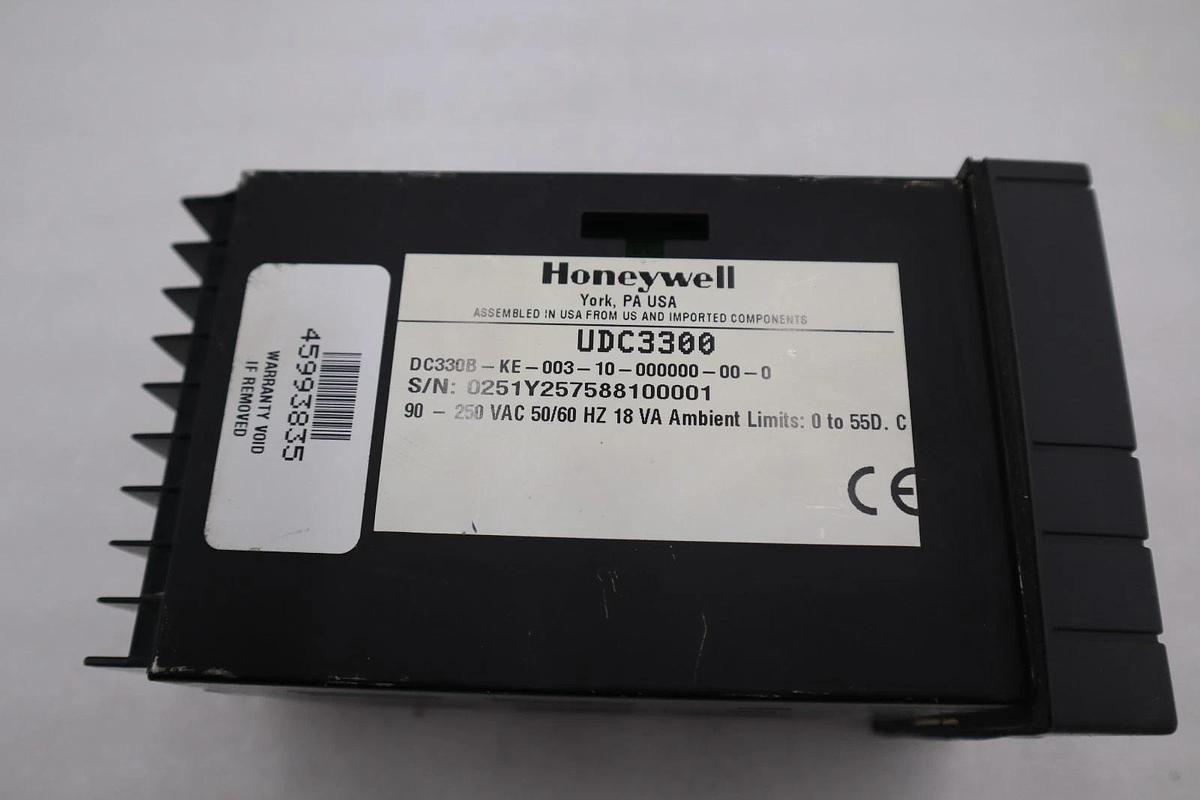 Honeywell
York, PA USA
ASSEMBLED IN USA FROM US AND IMPORTED COMPONENTS
UDC3300
DC330B – KE – 003 – 10 – 000000 – 00 – 0
S/N: 0251Y257588100001
90 – 250 VAC 50/60 HZ 18 VA Ambient Limits: 0 to 55D. C
CE
45993835
WARRANTY VOID
IF REMOVED